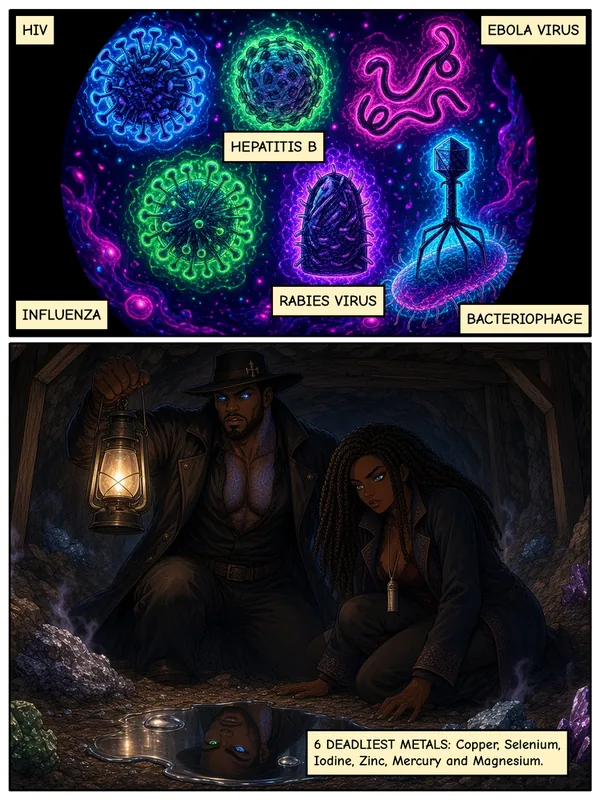 HIV
EBOLA VIRUS
HEPATITIS B
RABIES VIRUS
INFLUENZA
BACTERIOPHAGE
6 DEADLIEST METALS: Copper, Selenium,
Iodine, Zinc, Mercury and Magnesium.